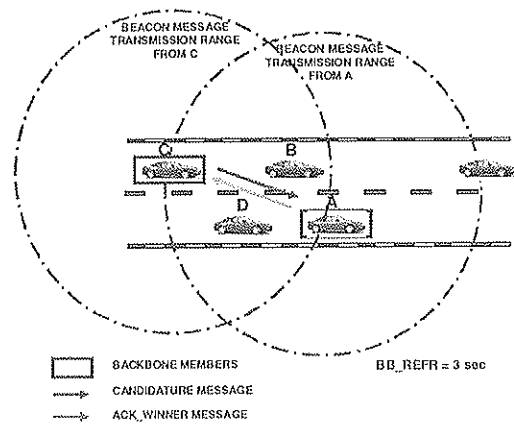 BEACON MESSAGE
TRANSMISSION RANGE
FROM C
BEACON MESSAGE
TRANSMISSION RANGE
FROM A
C
B
D
A
BACKBONE MEMBERS
BB_REFR = 3 sec
CANDIDATURE MESSAGE
ACK_WINNER MESSAGE